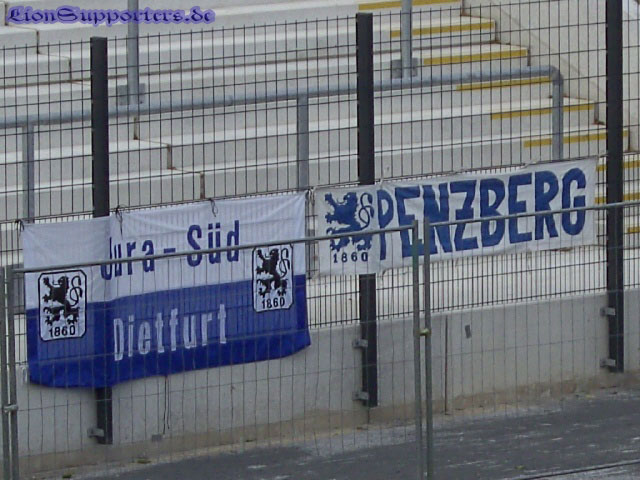 LionSupporters.de
Jura - Süd
1860
1860
Dietfurt
1860
PENZBERG